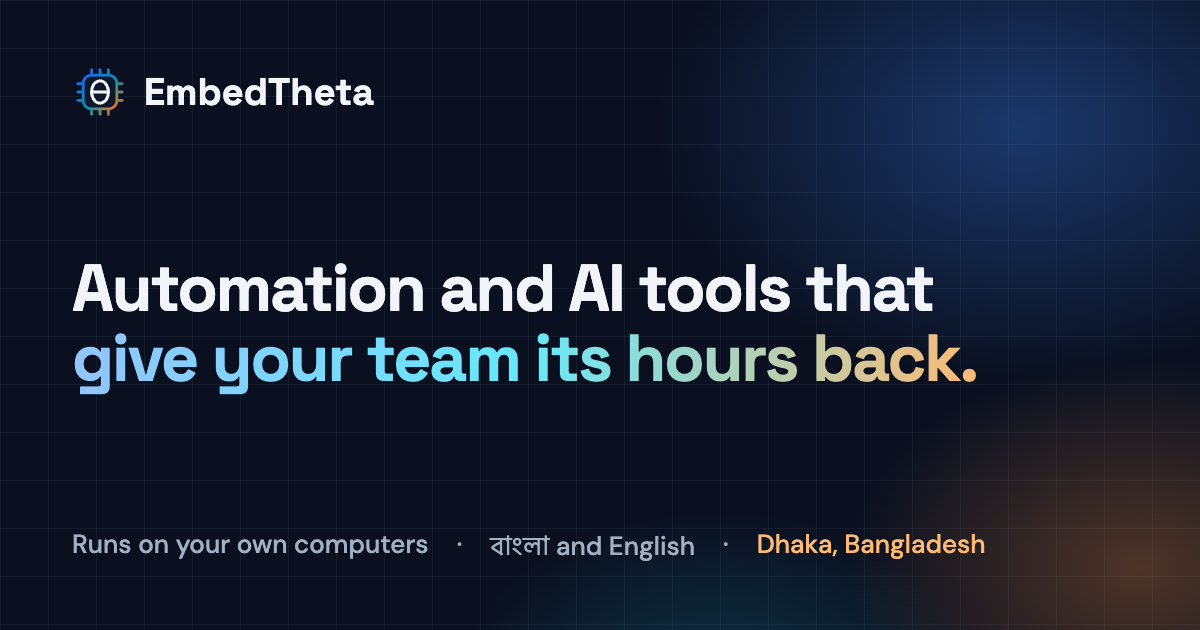 EmbedTheta
Automation and AI tools that
give your team its hours back.
Runs on your own computers · বাংলা and English · Dhaka, Bangladesh